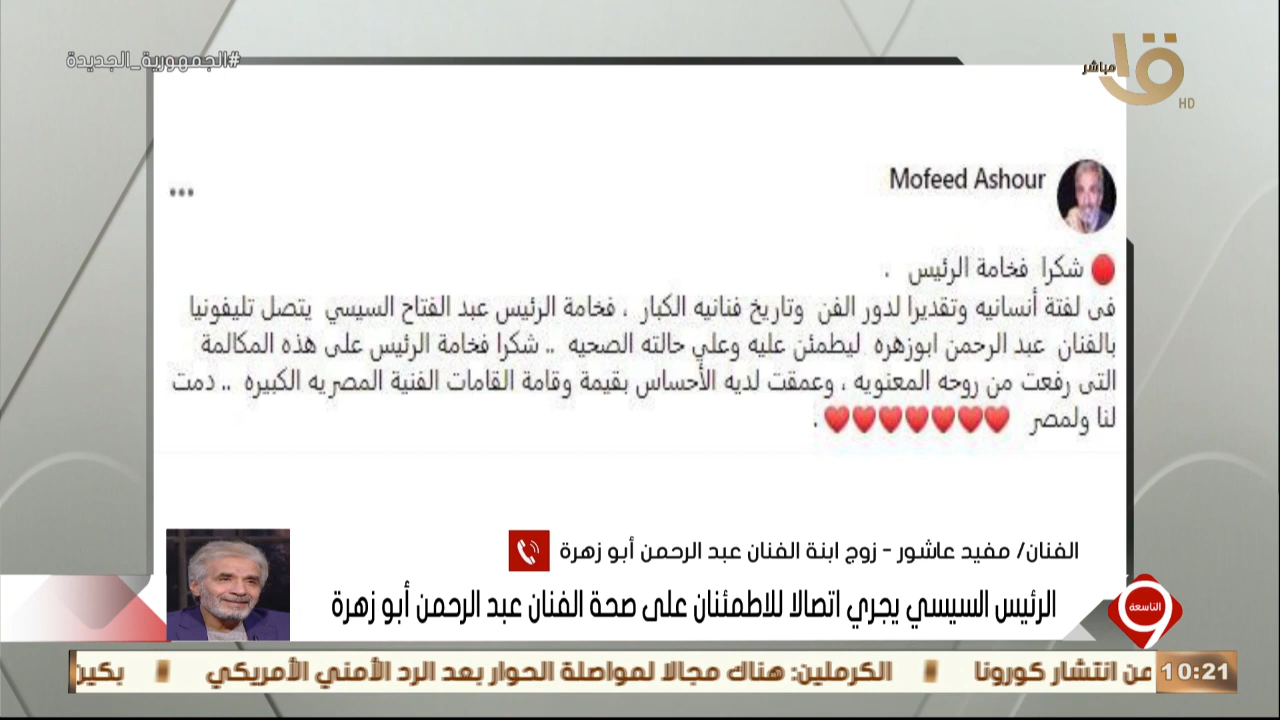 #الجمهورية_الجديدة
مباشر
HD
Mofeed Ashour
شكرا فخامة الرئيس .
فى لفتة أنسانيه وتقديرا لدور الفن وتاريخ فنانيه الكبار ، فخامة الرئيس عبد الفتاح السيسي يتصل تليفونيا
بالفنان عبد الرحمن ابوزهره ليطمئن عليه وعلي حالته الصحيه .. شكرا فخامة الرئيس على هذه المكالمة
التى رفعت من روحه المعنويه ، وعمقت لديه الأحساس بقيمة وقامة القامات الفنية المصريه الكبيره .. دمت
لنا ولمصر ❤❤❤❤❤❤❤ .
الفنان/ مفيد عاشور - زوج ابنة الفنان عبد الرحمن أبو زهرة
الرئيس السيسي يجري اتصالا للاطمئنان على صحة الفنان عبد الرحمن أبو زهرة
التاسعة
9
10:21 من انتشار كورونا الكرملين: هناك مجالا لمواصلة الحوار بعد الرد الأمني الأمريكي بكين